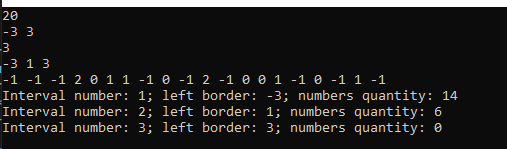 20
-3 3
3
-3 1 3
-1 -1 -1 2 0 1 1 -1 0 -1 2 -1 0 0 1 -1 0 -1 1 -1
Interval number: 1; left border: -3; numbers quantity: 14
Interval number: 2; left border: 1; numbers quantity: 6
Interval number: 3; left border: 3; numbers quantity: 0